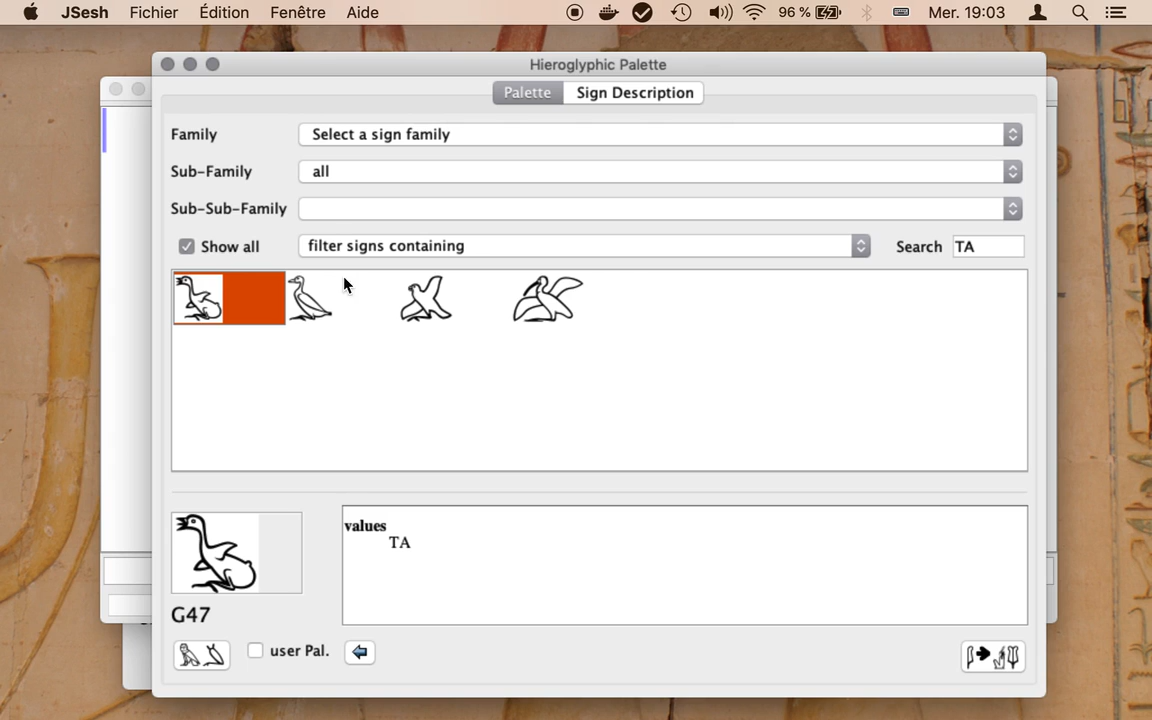 JSesh Fichier Édition Fenêtre Aide 96 % Mer. 19:03
Hieroglyphic Palette
Palette Sign Description
Family Select a sign family
Sub-Family all
Sub-Sub-Family
Show all filter signs containing Search TA
values
TA
G47
user Pal.